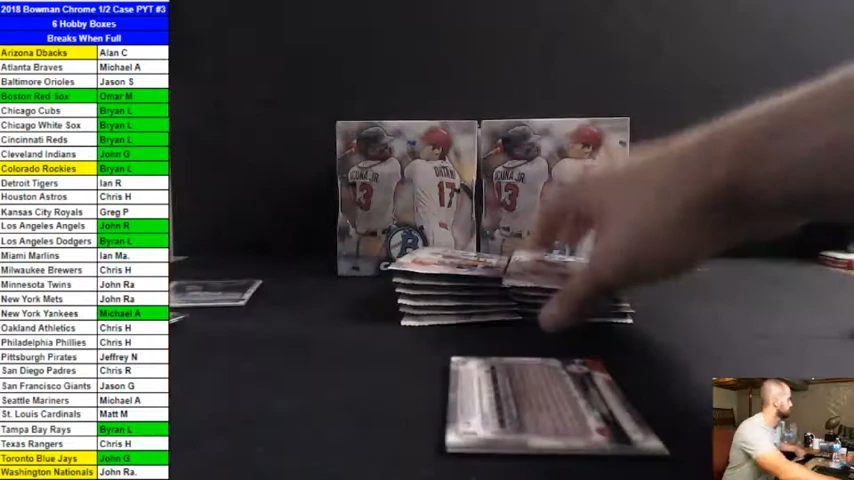 2018 Bowman Chrome 1/2 Case PYT #3
6 Hobby Boxes
Breaks When Full
Arizona Dbacks Alan C
Atlanta Braves Michael A
Baltimore Orioles Jason S
Boston Red Sox Omar M
Chicago Cubs Bryan L
Chicago White Sox Bryan L
Cincinnati Reds Bryan L
Cleveland Indians John G
Colorado Rockies Bryan L
Detroit Tigers Ian R
Houston Astros Chris H
Kansas City Royals Greg P
Los Angeles Angels John R
Los Angeles Dodgers Byran L
Miami Marlins Ian Ma.
Milwaukee Brewers Chris H
Minnesota Twins John Ra
New York Mets John Ra
New York Yankees Michael A
Oakland Athletics Chris H
Philadelphia Phillies Chris H
Pittsburgh Pirates Jeffrey N
San Diego Padres Chris R
San Francisco Giants Jason G
Seattle Mariners Michael A
St. Louis Cardinals Matt M
Tampa Bay Rays Byran L
Texas Rangers Chris H
Toronto Blue Jays John G
Washington Nationals John Ra.
ACUÑA JR. 13
OHTANI 17
ACUÑA JR. 13
B